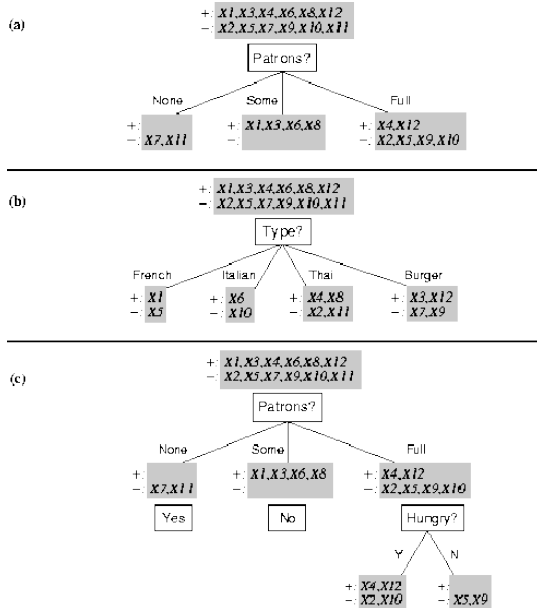 (a)
+: X1,X3,X4,X6,X8,X12
−: X2,X5,X7,X9,X10,X11
Patrons?
None Some Full
+: +: X1,X3,X6,X8 +: X4,X12
−: X7,X11 −: −: X2,X5,X9,X10
(b)
+: X1,X3,X4,X6,X8,X12
−: X2,X5,X7,X9,X10,X11
Type?
French Italian Thai Burger
+: X1 +: X6 +: X4,X8 +: X3,X12
−: X5 −: X10 −: X2,X11 −: X7,X9
(c)
+: X1,X3,X4,X6,X8,X12
−: X2,X5,X7,X9,X10,X11
Patrons?
None Some Full
+: +: X1,X3,X6,X8 +: X4,X12
−: X7,X11 −: −: X2,X5,X9,X10
Yes No Hungry?
Y N
+: X4,X12 +:
−: X2,X10 −: X5,X9